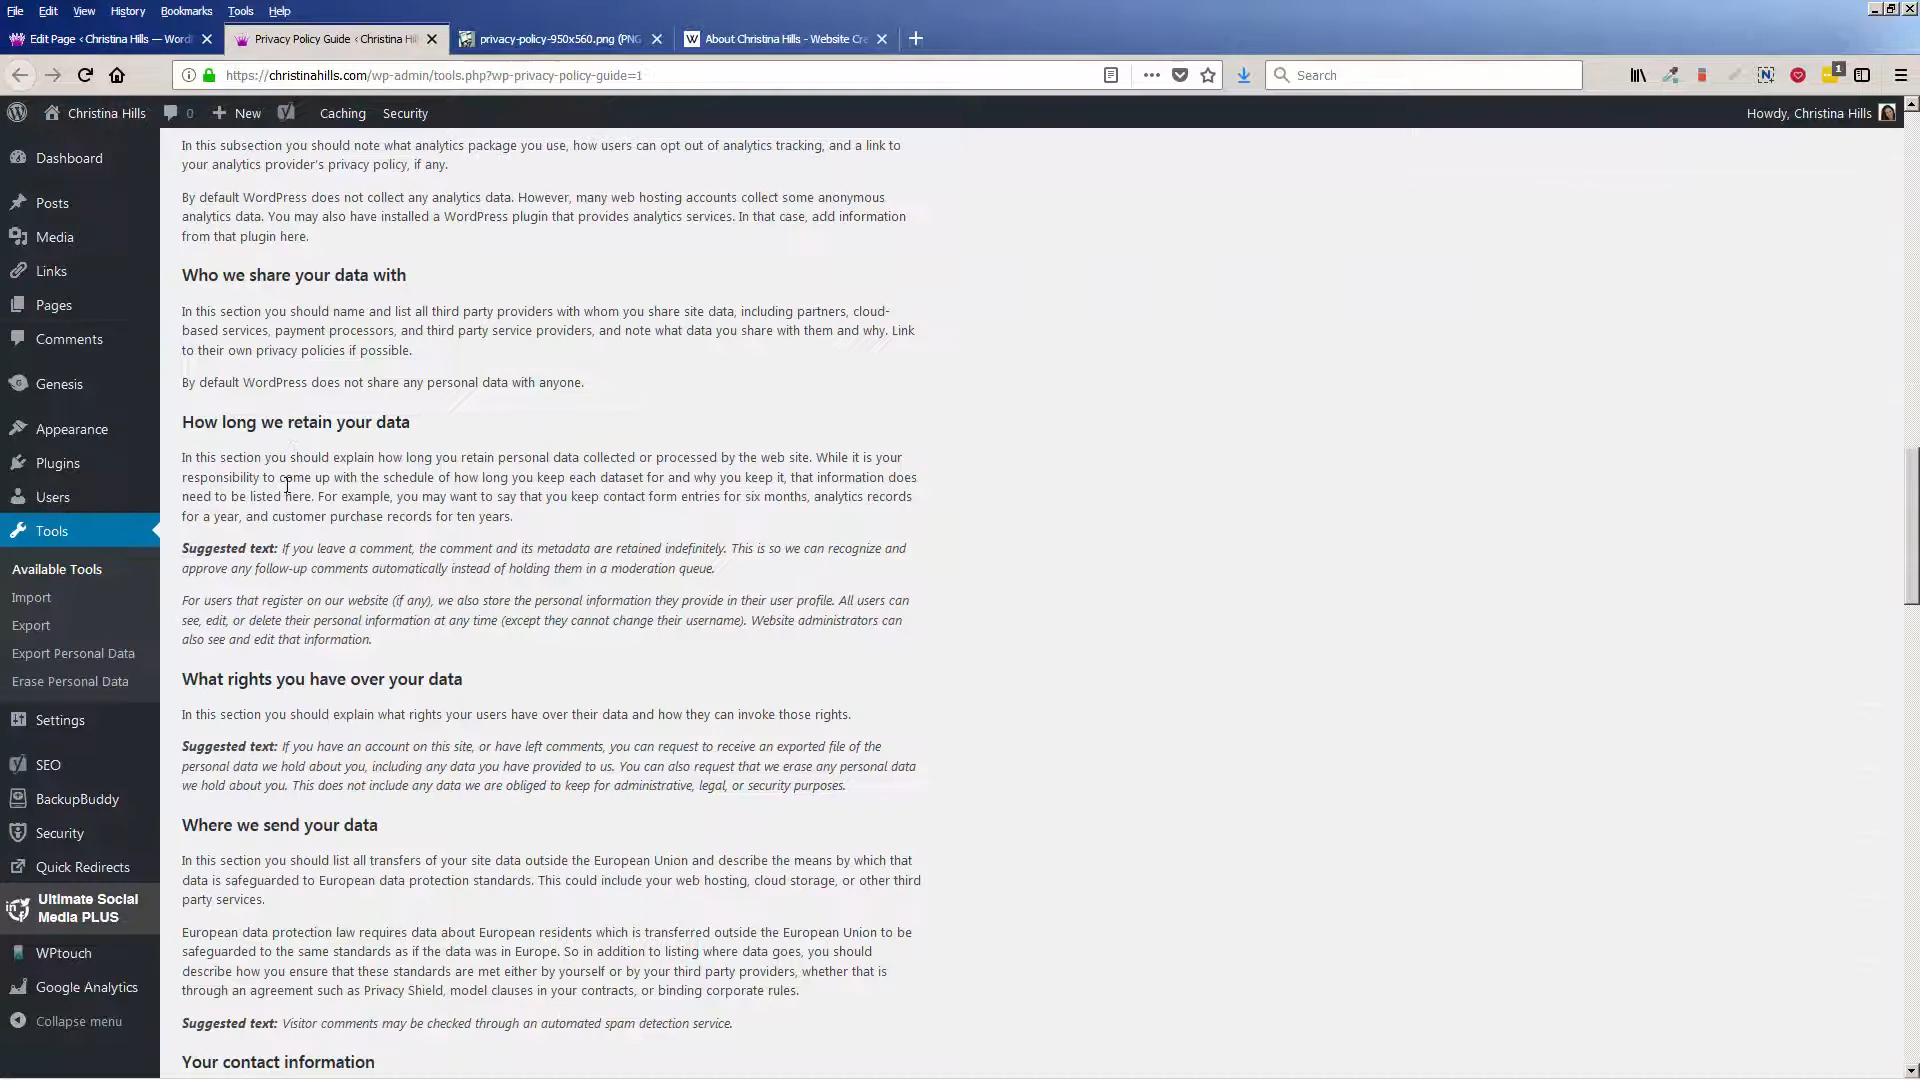 File Edit View History Bookmarks Tools Help
Edit Page ‹ Christina Hills — Word
Privacy Policy Guide ‹ Christina Hil
privacy-policy-950x560.png (PNG
About Christina Hills - Website Cre
https://christinahills.com/wp-admin/tools.php?wp-privacy-policy-guide=1
Search
1
Christina Hills 0 New Caching Security
Howdy, Christina Hills
Dashboard
Posts
Media
Links
Pages
Comments
Genesis
Appearance
Plugins
Users
Tools
Available Tools
Import
Export
Export Personal Data
Erase Personal Data
Settings
SEO
BackupBuddy
Security
Quick Redirects
Ultimate Social
Media PLUS
WPtouch
Google Analytics
Collapse menu
In this subsection you should note what analytics package you use, how users can opt out of analytics tracking, and a link to
your analytics provider's privacy policy, if any.
By default WordPress does not collect any analytics data. However, many web hosting accounts collect some anonymous
analytics data. You may also have installed a WordPress plugin that provides analytics services. In that case, add information
from that plugin here.
Who we share your data with
In this section you should name and list all third party providers with whom you share site data, including partners, cloud-
based services, payment processors, and third party service providers, and note what data you share with them and why. Link
to their own privacy policies if possible.
By default WordPress does not share any personal data with anyone.
How long we retain your data
In this section you should explain how long you retain personal data collected or processed by the web site. While it is your
responsibility to come up with the schedule of how long you keep each dataset for and why you keep it, that information does
need to be listed here. For example, you may want to say that you keep contact form entries for six months, analytics records
for a year, and customer purchase records for ten years.
Suggested text: If you leave a comment, the comment and its metadata are retained indefinitely. This is so we can recognize and
approve any follow-up comments automatically instead of holding them in a moderation queue.
For users that register on our website (if any), we also store the personal information they provide in their user profile. All users can
see, edit, or delete their personal information at any time (except they cannot change their username). Website administrators can
also see and edit that information.
What rights you have over your data
In this section you should explain what rights your users have over their data and how they can invoke those rights.
Suggested text: If you have an account on this site, or have left comments, you can request to receive an exported file of the
personal data we hold about you, including any data you have provided to us. You can also request that we erase any personal data
we hold about you. This does not include any data we are obliged to keep for administrative, legal, or security purposes.
Where we send your data
In this section you should list all transfers of your site data outside the European Union and describe the means by which that
data is safeguarded to European data protection standards. This could include your web hosting, cloud storage, or other third
party services.
European data protection law requires data about European residents which is transferred outside the European Union to be
safeguarded to the same standards as if the data was in Europe. So in addition to listing where data goes, you should
describe how you ensure that these standards are met either by yourself or by your third party providers, whether that is
through an agreement such as Privacy Shield, model clauses in your contracts, or binding corporate rules.
Suggested text: Visitor comments may be checked through an automated spam detection service.
Your contact information